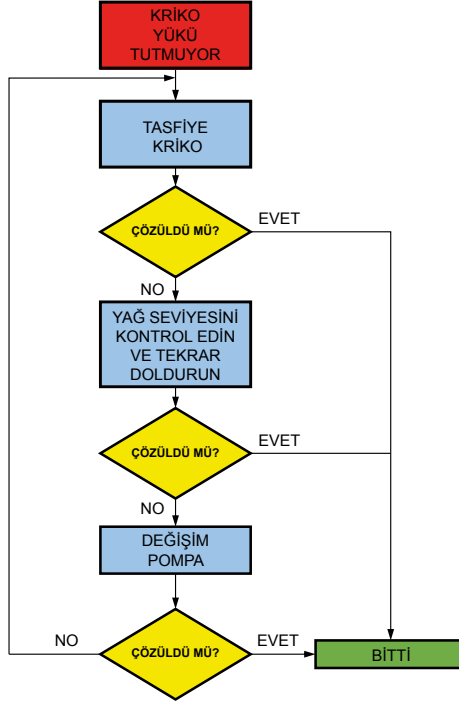 KRİKO
YÜKÜ
TUTMUYOR
TASFİYE
KRİKO
ÇÖZÜLDÜ MÜ?
EVET
NO
YAĞ SEVİYESİNİ
KONTROL EDİN
VE TEKRAR
DOLDURUN
ÇÖZÜLDÜ MÜ?
EVET
NO
DEĞİŞİM
POMPA
NO
ÇÖZÜLDÜ MÜ?
EVET
BİTTİ